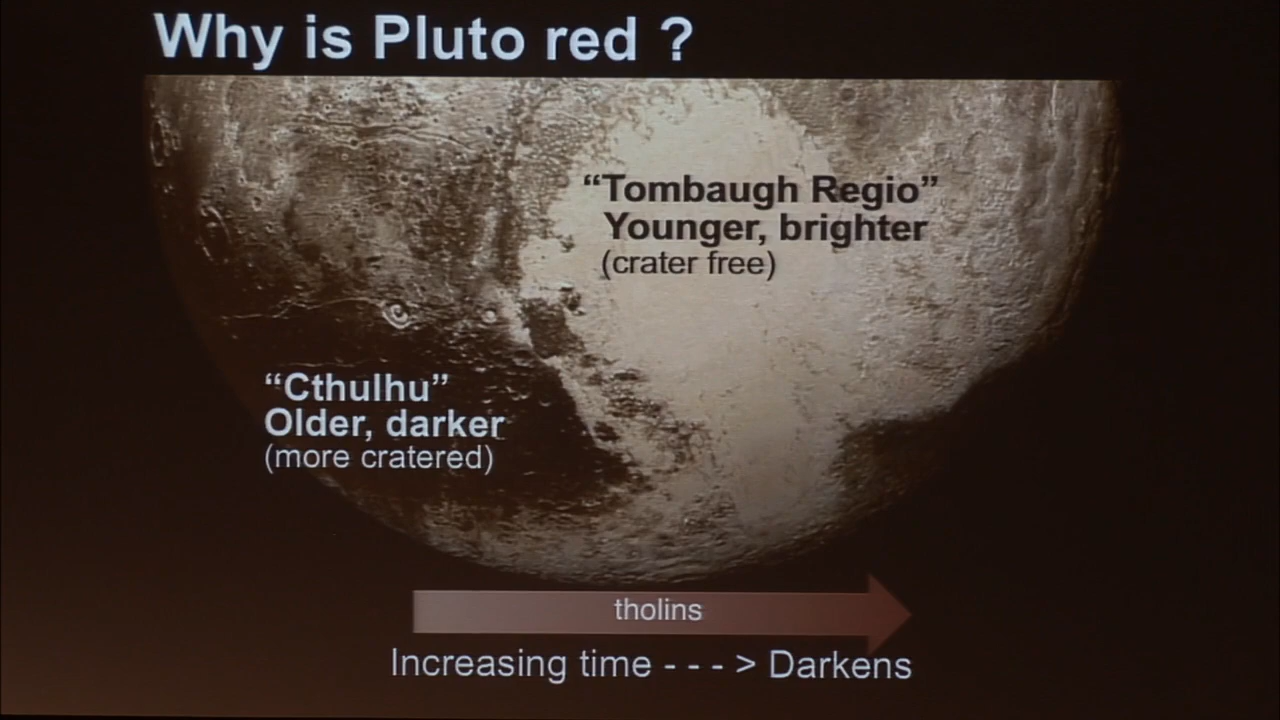 Why is Pluto red ?
“Tombaugh Regio”
Younger, brighter
(crater free)
“Cthulhu”
Older, darker
(more cratered)
tholins
Increasing time - - - > Darkens